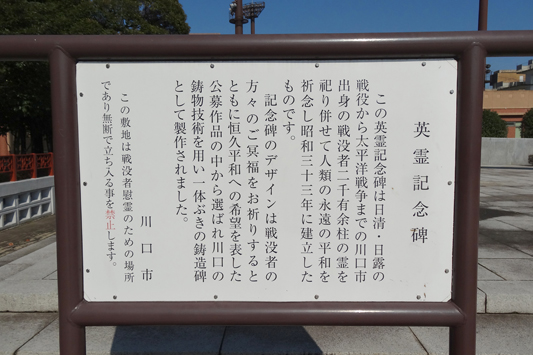 英霊記念碑
この英霊記念碑は日清・日露の
戦役から太平洋戦争までの川口市
出身の戦没者二千有余柱の霊を
祀り併せて人類の永遠の平和を
祈念し昭和三十三年に建立した
ものです。
記念碑のデザインは戦没者の
方々のご冥福をお祈りすると
ともに恒久平和への希望を表した
公募作品の中から選ばれ川口の
鋳物技術を用い一体ぶきの鋳造碑
として製作されました。
川口市
この敷地は戦没者慰霊のための場所
であり無断で立ち入る事を禁止します。